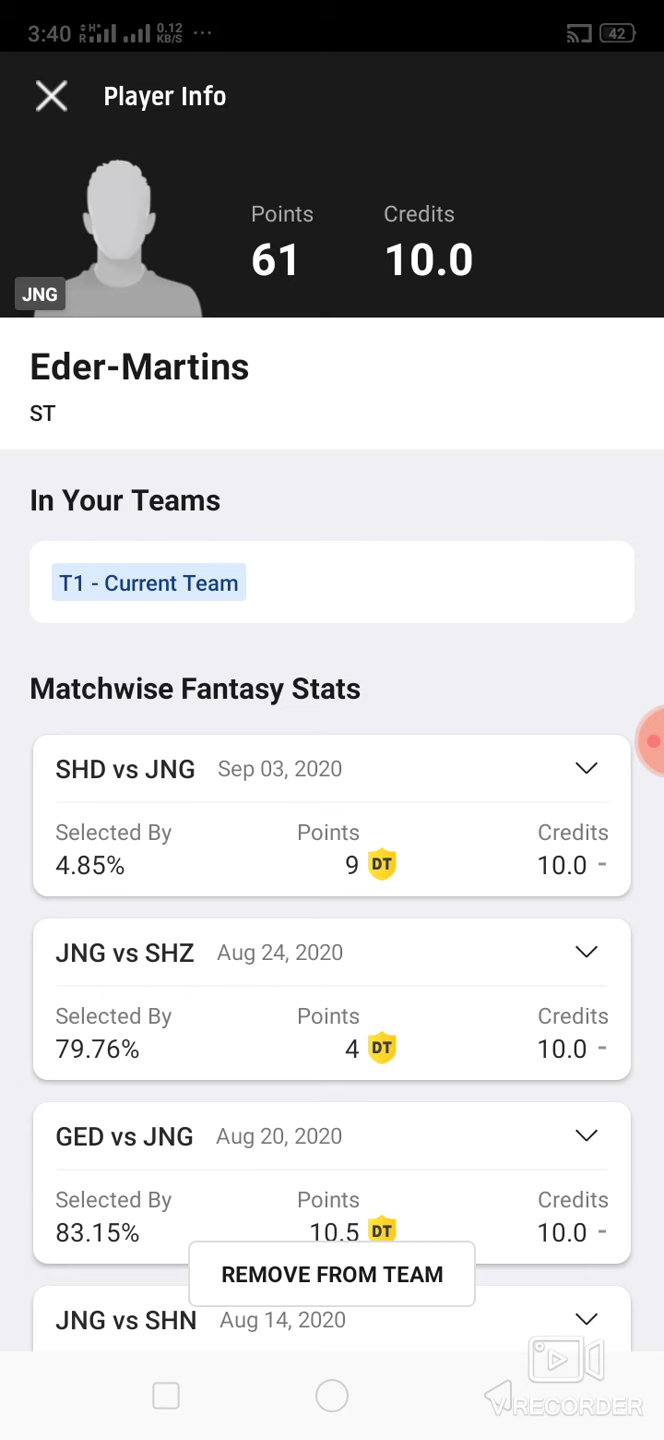 3:40 R H 0.12 KB/S ... 42
Player Info
Points Credits
61 10.0
JNG
Eder-Martins
ST
In Your Teams
T1 - Current Team
Matchwise Fantasy Stats
SHD vs JNG Sep 03, 2020
Selected By Points Credits
4.85% 9 DT 10.0 -
JNG vs SHZ Aug 24, 2020
Selected By Points Credits
79.76% 4 DT 10.0 -
GED vs JNG Aug 20, 2020
Selected By Points Credits
83.15% 10.5 DT 10.0 -
REMOVE FROM TEAM
JNG vs SHN Aug 14, 2020
VRECORDER